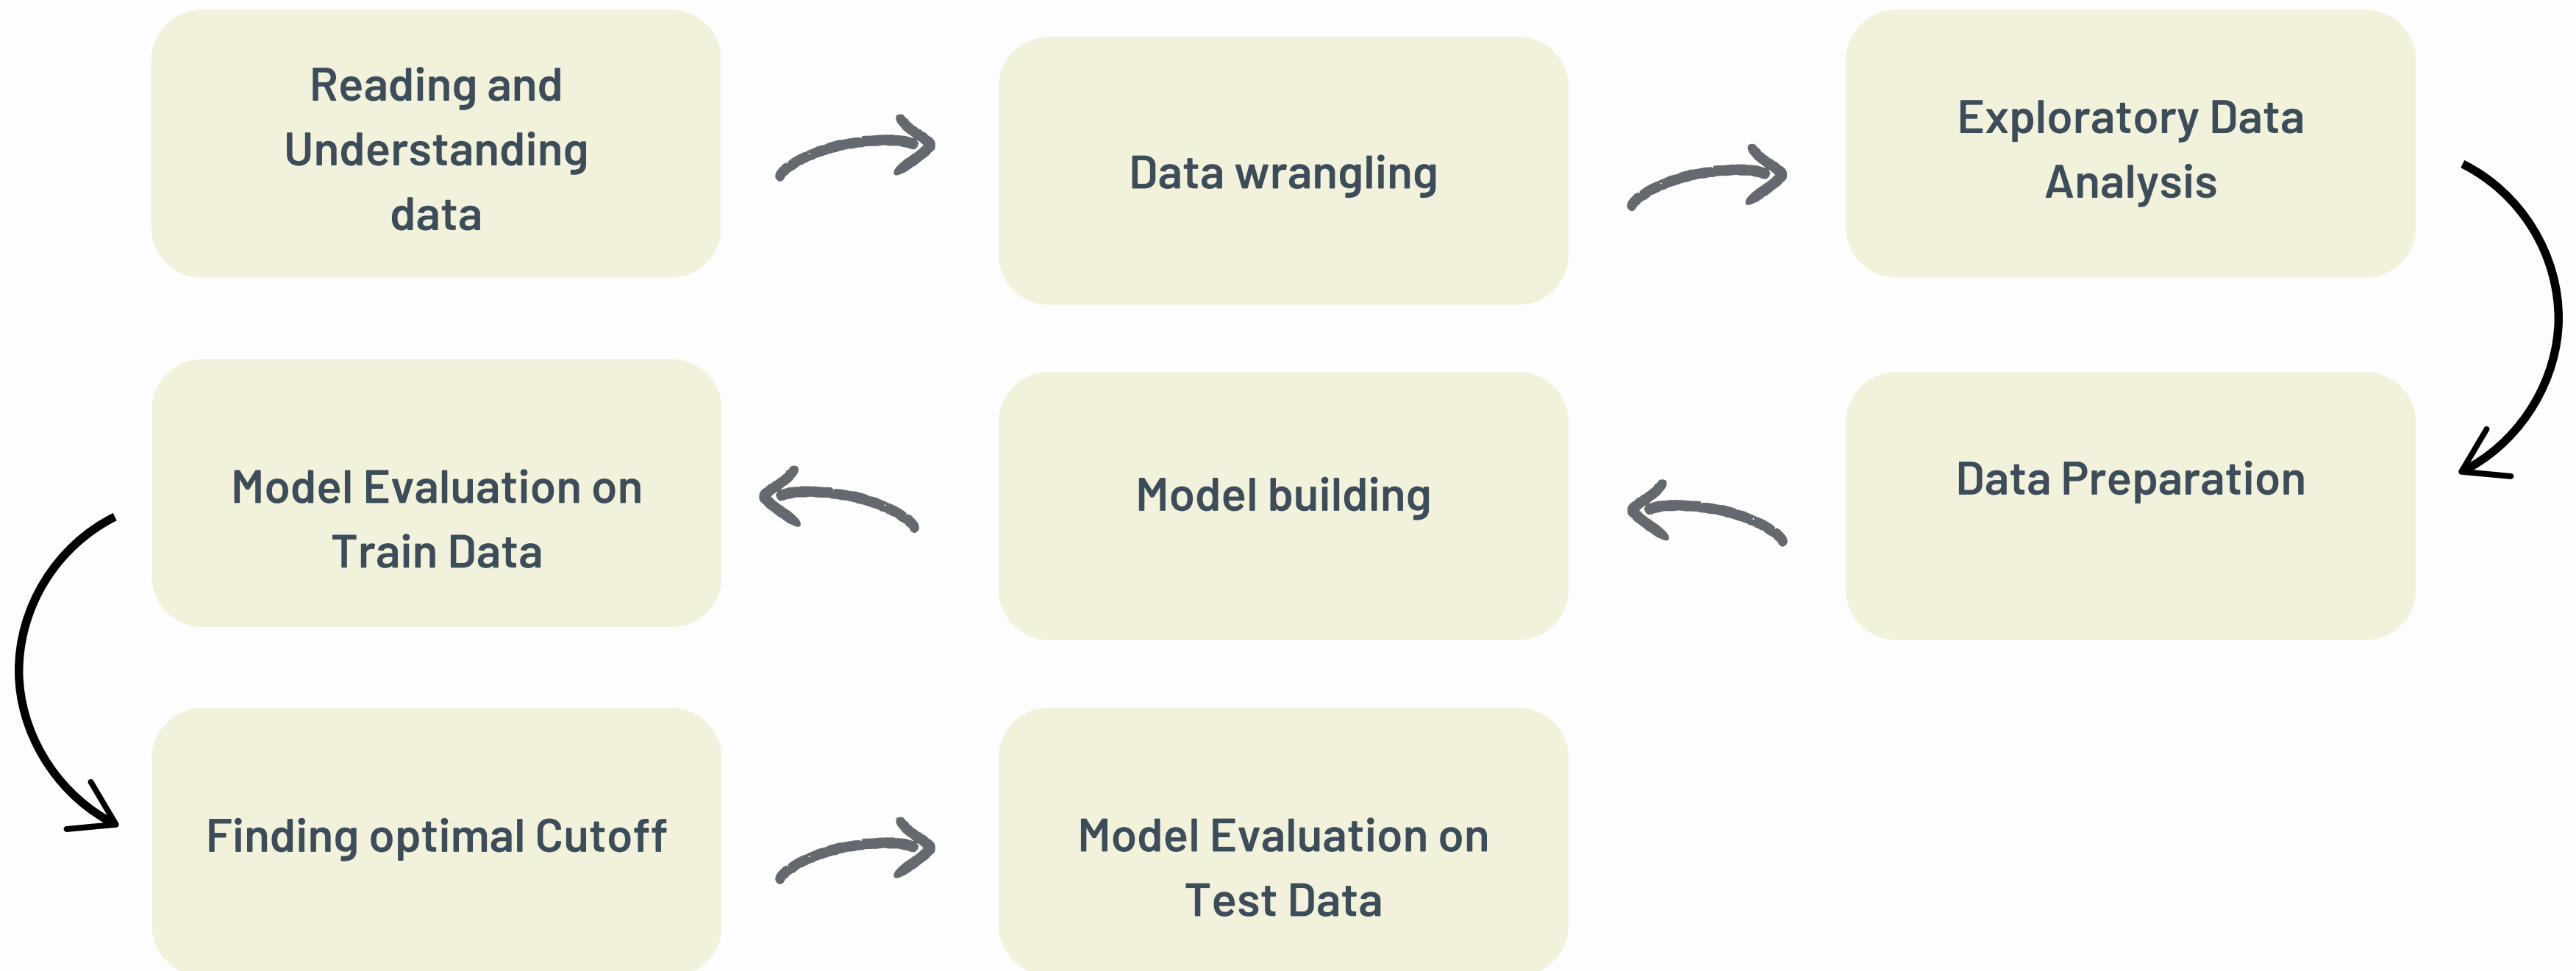 Reading and
Understanding
data
Data wrangling
Exploratory Data
Analysis
Data Preparation
Model building
Model Evaluation on
Train Data
Finding optimal Cutoff
Model Evaluation on
Test Data